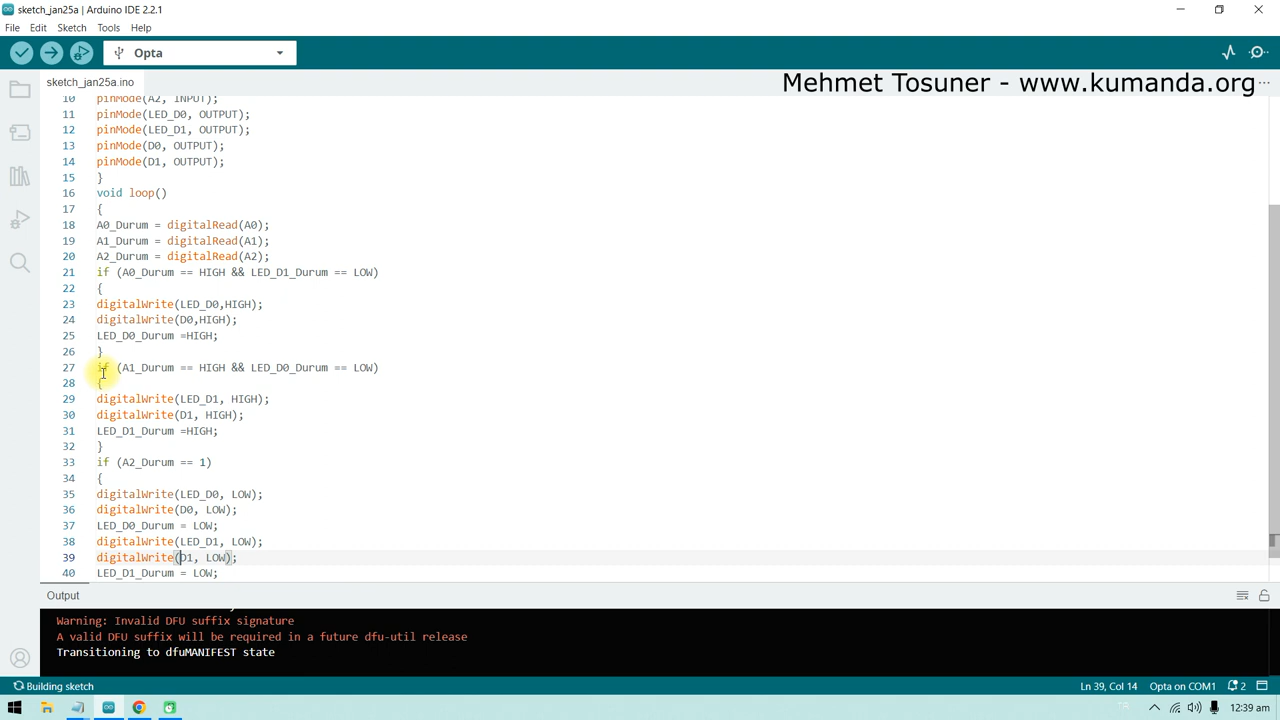 sketch_jan25a | Arduino IDE 2.2.1
File Edit Sketch Tools Help
Opta
sketch_jan25a.ino
Mehmet Tosuner - www.kumanda.org
10 pinMode(A2, INPUT);
11 pinMode(LED_D0, OUTPUT);
12 pinMode(LED_D1, OUTPUT);
13 pinMode(D0, OUTPUT);
14 pinMode(D1, OUTPUT);
15 }
16 void loop()
17 {
18 A0_Durum = digitalRead(A0);
19 A1_Durum = digitalRead(A1);
20 A2_Durum = digitalRead(A2);
21 if (A0_Durum == HIGH && LED_D1_Durum == LOW)
22 {
23 digitalWrite(LED_D0,HIGH);
24 digitalWrite(D0,HIGH);
25 LED_D0_Durum =HIGH;
26 }
27 if (A1_Durum == HIGH && LED_D0_Durum == LOW)
28 {
29 digitalWrite(LED_D1, HIGH);
30 digitalWrite(D1, HIGH);
31 LED_D1_Durum =HIGH;
32 }
33 if (A2_Durum == 1)
34 {
35 digitalWrite(LED_D0, LOW);
36 digitalWrite(D0, LOW);
37 LED_D0_Durum = LOW;
38 digitalWrite(LED_D1, LOW);
39 digitalWrite(D1, LOW);
40 LED_D1_Durum = LOW;
Output
Warning: Invalid DFU suffix signature
A valid DFU suffix will be required in a future dfu-util release
Transitioning to dfuMANIFEST state
Building sketch
Ln 39, Col 14 Opta on COM1 2
12:39 am